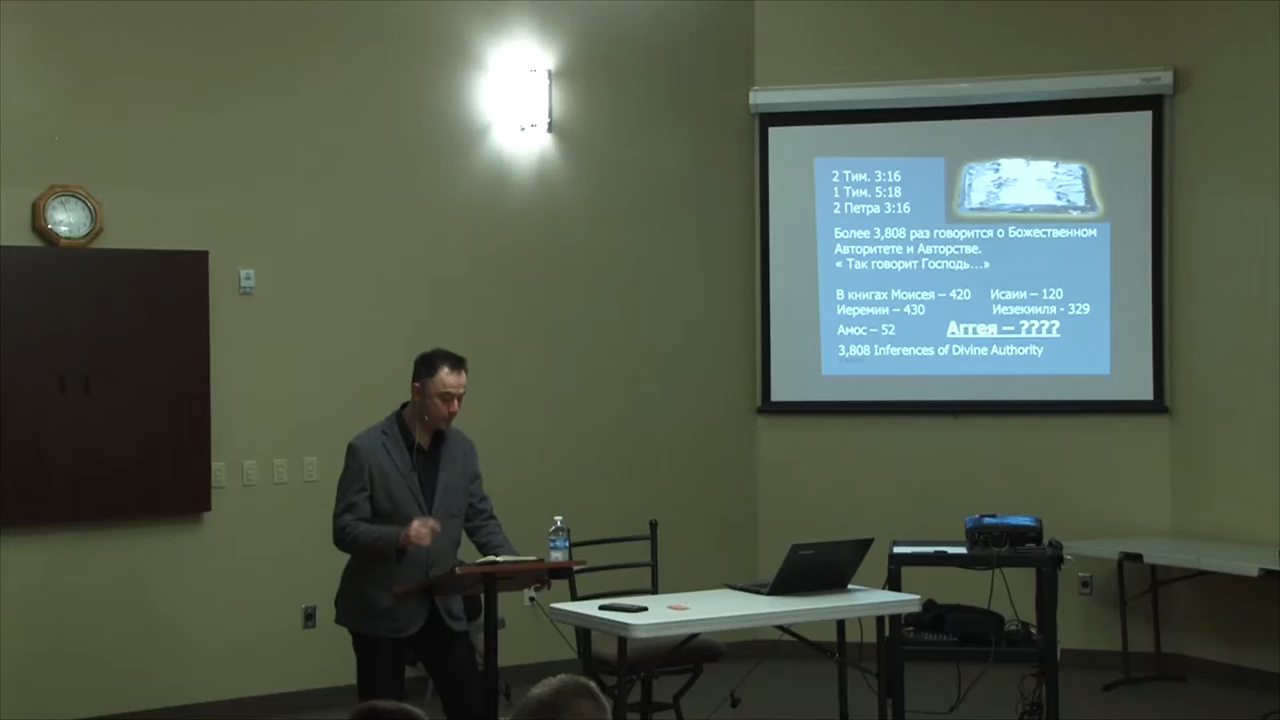 2 Тим. 3:16
1 Тим. 5:18
2 Петра 3:16
Более 3,808 раз говорится о Божественном
Авторитете и Авторстве.
« Так говорит Господь…»
В книгах Моисея – 420 Исаии – 120
Иеремии – 430 Иезекииля - 329
Амос – 52 Аггея – ????
3,808 Inferences of Divine Authority